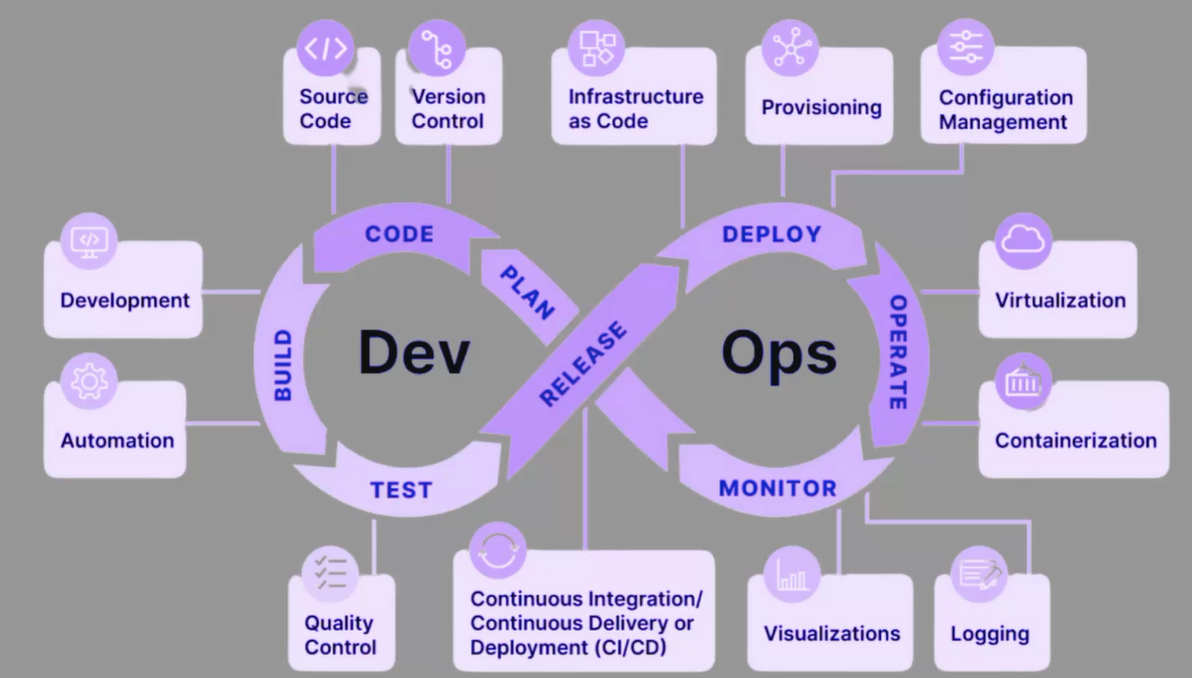 Source
Code
Version
Control
Infrastructure
as Code
Provisioning
Configuration
Management
CODE
DEPLOY
PLAN
Development
Virtualization
BUILD
Dev
RELEASE
Ops
OPERATE
Automation
Containerization
TEST
MONITOR
Quality
Control
Continuous Integration/
Continuous Delivery or
Deployment (CI/CD)
Visualizations
Logging